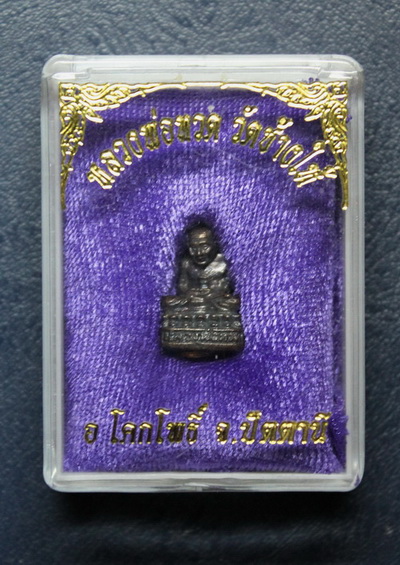 หลวงพ่อทวด วัดช้างให้
อ โคกโพธิ์ จ.ปัตตานี